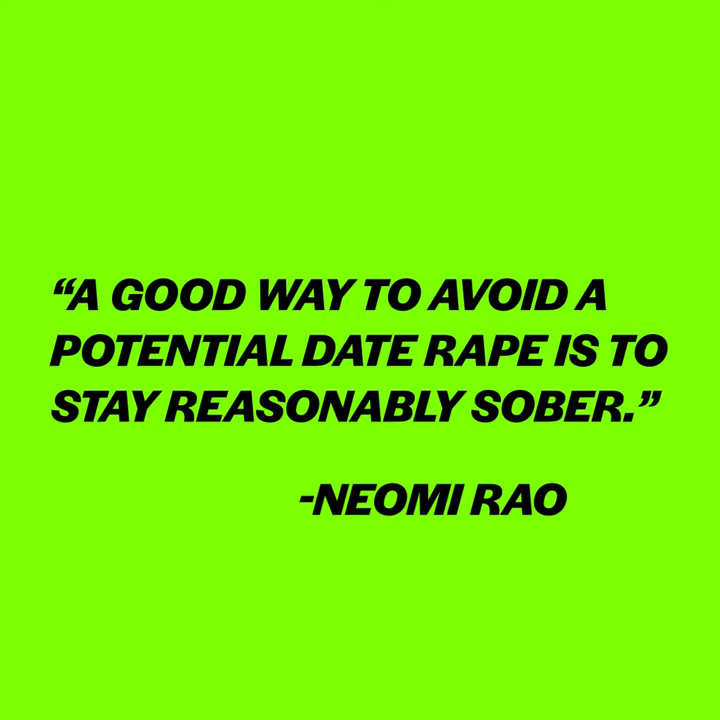 “A GOOD WAY TO AVOID A
POTENTIAL DATE RAPE IS TO
STAY REASONABLY SOBER.”
-NEOMI RAO